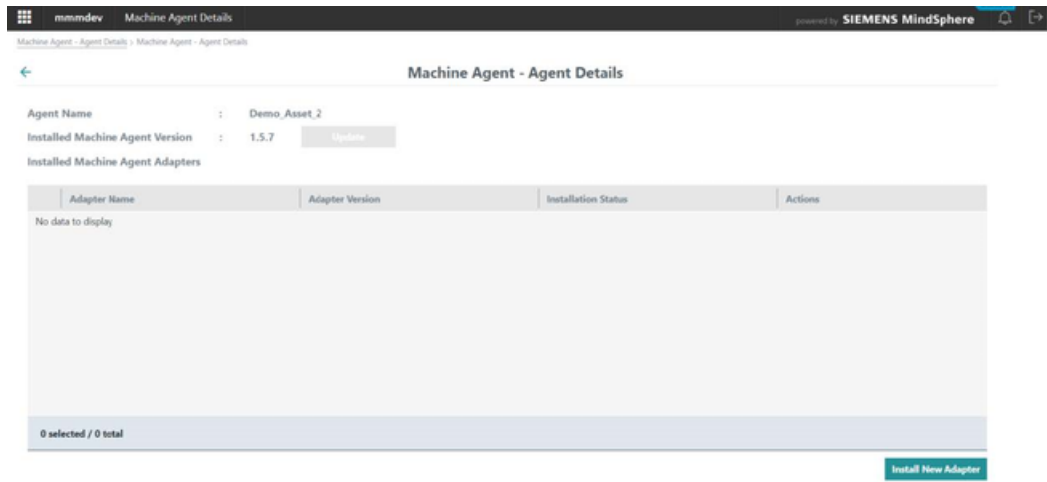 mmmdev Machine Agent Details powered by SIEMENS MindSphere
Machine Agent - Agent Details > Machine Agent - Agent Details
Machine Agent - Agent Details
Agent Name : Demo_Asset_2
Installed Machine Agent Version : 1.5.7 Update
Installed Machine Agent Adapters
Adapter Name Adapter Version Installation Status Actions
No data to display
0 selected / 0 total
Install New Adapter